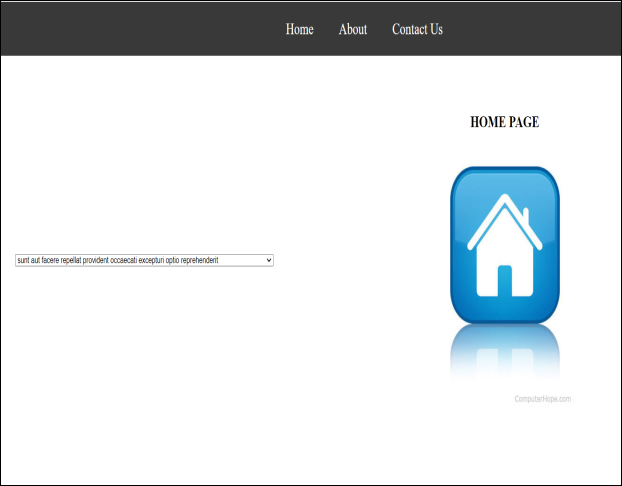 Home About Contact Us
HOME PAGE
sunt aut facere repellat provident occaecati excepturi optio reprehenderit
ComputerHope.com